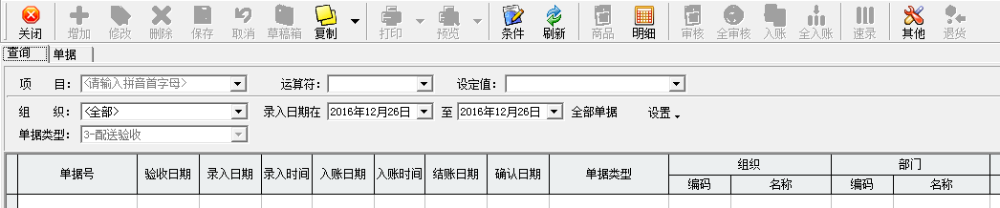 关闭 增加 修改 删除 保存 取消 草稿箱 复制 打印 预览 条件 刷新 商品 明细 审核 全审核 入账 全入账 速录 其他 退货
查询 单据
项 目: <请输入拼音首字母> 运算符: 设定值:
组 织: <全部> 录入日期在 2016年12月26日 至 2016年12月26日 全部单据 设置
单据类型: 3-配送验收
单据号 验收日期 录入日期 录入时间 入账日期 入账时间 结账日期 确认日期 单据类型 组织 部门
编码 名称 编码 名称